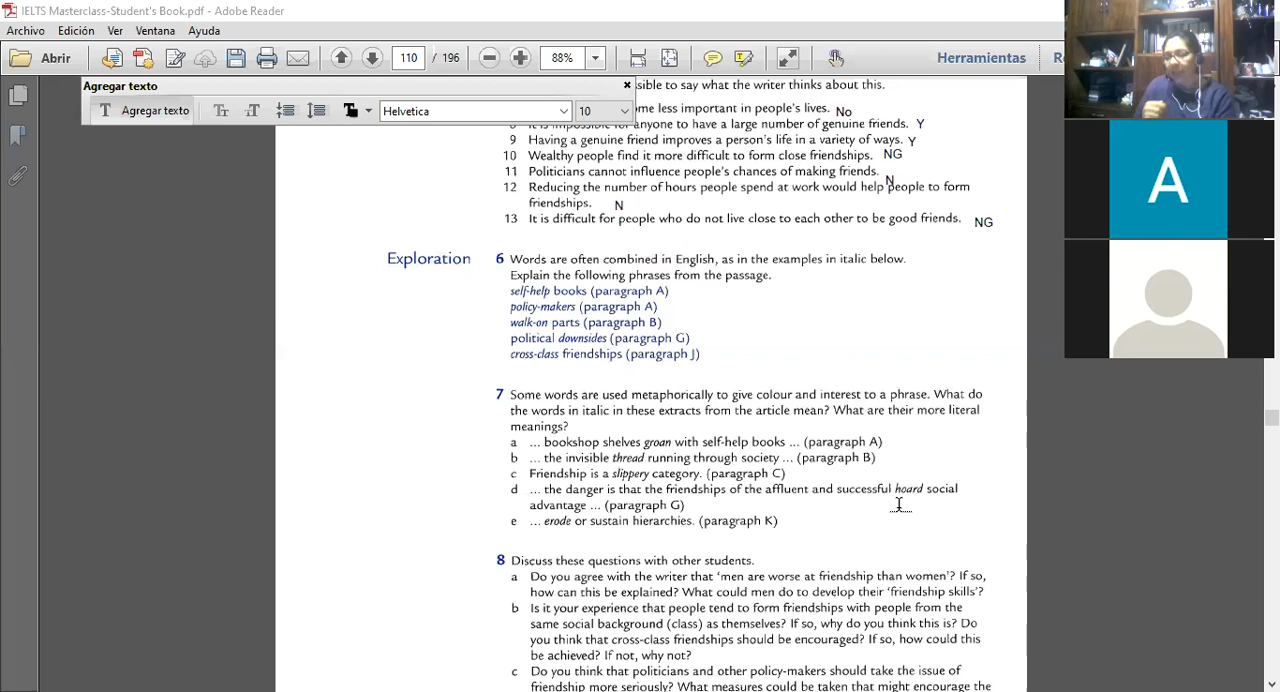 IELTS Masterclass-Student's Book.pdf - Adobe Reader
Archivo Edición Ver Ventana Ayuda
Abrir 110 / 196 88% Herramientas
Agregar texto
Agregar texto Helvetica 10
sible to say what the writer thinks about this.
me less important in people's lives. No
It is impossible for anyone to have a large number of genuine friends. Y
9 Having a genuine friend improves a person's life in a variety of ways. Y
10 Wealthy people find it more difficult to form close friendships. NG
11 Politicians cannot influence people's chances of making friends. N
12 Reducing the number of hours people spend at work would help people to form
friendships. N
13 It is difficult for people who do not live close to each other to be good friends. NG
Exploration 6 Words are often combined in English, as in the examples in italic below.
Explain the following phrases from the passage.
self-help books (paragraph A)
policy-makers (paragraph A)
walk-on parts (paragraph B)
political downsides (paragraph G)
cross-class friendships (paragraph J)
7 Some words are used metaphorically to give colour and interest to a phrase. What do
the words in italic in these extracts from the article mean? What are their more literal
meanings?
a ... bookshop shelves groan with self-help books ... (paragraph A)
b ... the invisible thread running through society ... (paragraph B)
c Friendship is a slippery category. (paragraph C)
d ... the danger is that the friendships of the affluent and successful hoard social
advantage ... (paragraph G)
e ... erode or sustain hierarchies. (paragraph K)
8 Discuss these questions with other students.
a Do you agree with the writer that 'men are worse at friendship than women'? If so,
how can this be explained? What could men do to develop their 'friendship skills'?
b Is it your experience that people tend to form friendships with people from the
same social background (class) as themselves? If so, why do you think this is? Do
you think that cross-class friendships should be encouraged? If so, how could this
be achieved? If not, why not?
c Do you think that politicians and other policy-makers should take the issue of
friendship more seriously? What measures could be taken that might encourage the
A